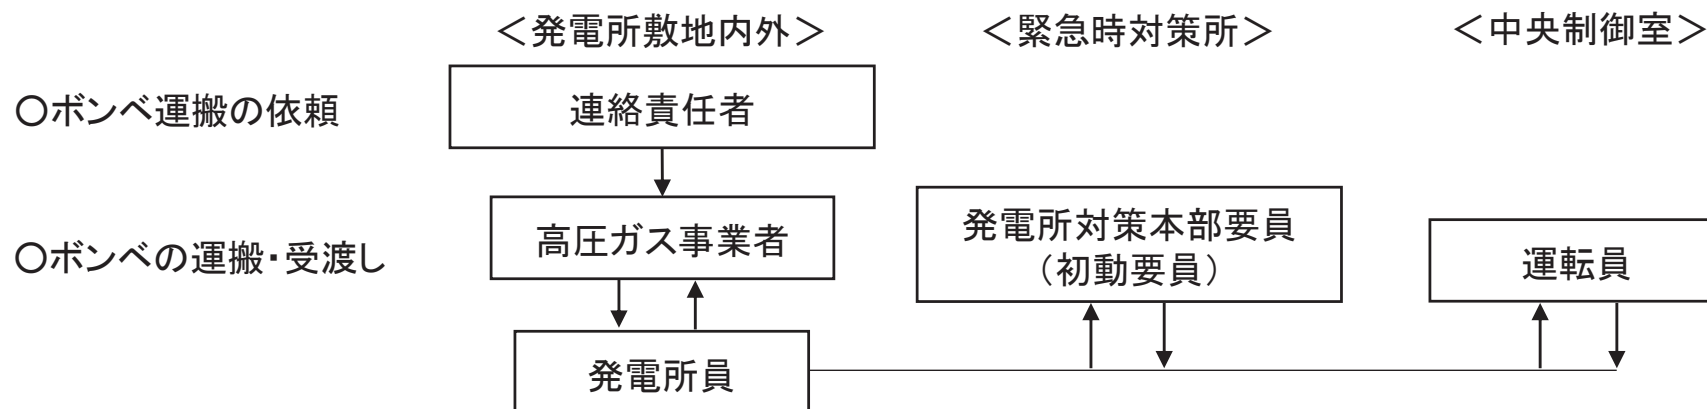 ＜発電所敷地内外＞
＜緊急時対策所＞
＜中央制御室＞
〇ボンベ運搬の依頼
連絡責任者
〇ボンベの運搬・受渡し
高圧ガス事業者
発電所対策本部要員
（初動要員）
運転員
発電所員